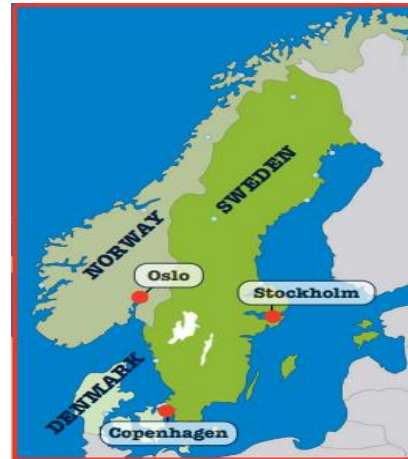 SWEDEN
NORWAY
Oslo
Stockholm
DENMARK
Copenhagen